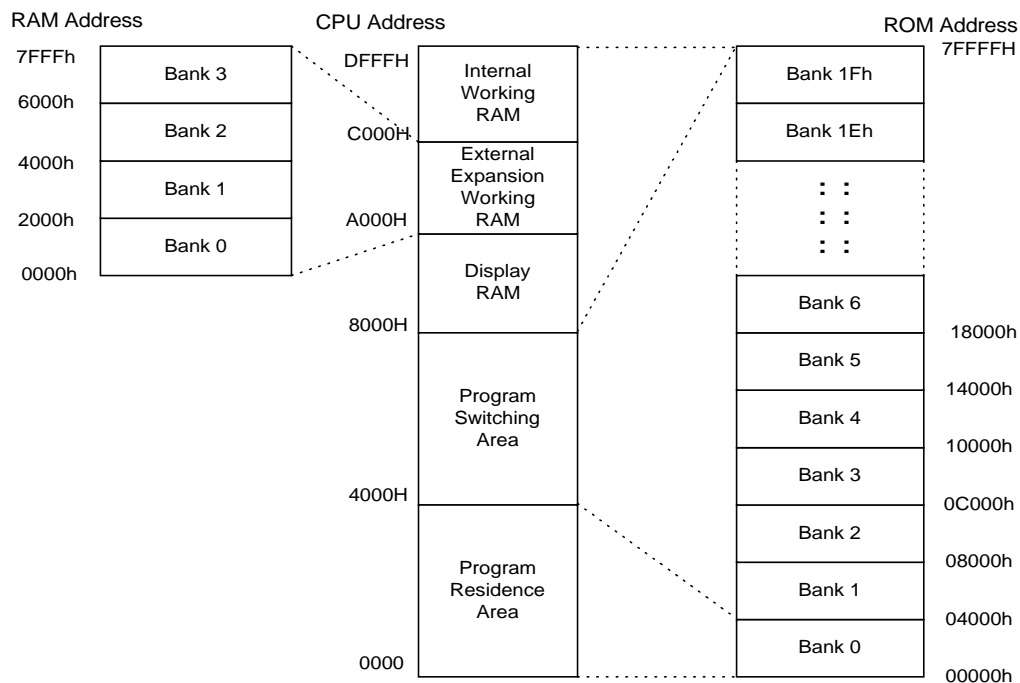 RAM Address
7FFFh
Bank 3
6000h
Bank 2
4000h
Bank 1
2000h
Bank 0
0000h
CPU Address
DFFFH
Internal
Working
RAM
C000H
External
Expansion
Working
RAM
A000H
Display
RAM
8000H
Program
Switching
Area
4000H
Program
Residence
Area
0000
ROM Address
7FFFFH
Bank 1Fh
Bank 1Eh
: :
: :
: :
Bank 6
18000h
Bank 5
14000h
Bank 4
10000h
Bank 3
0C000h
Bank 2
08000h
Bank 1
04000h
Bank 0
00000h